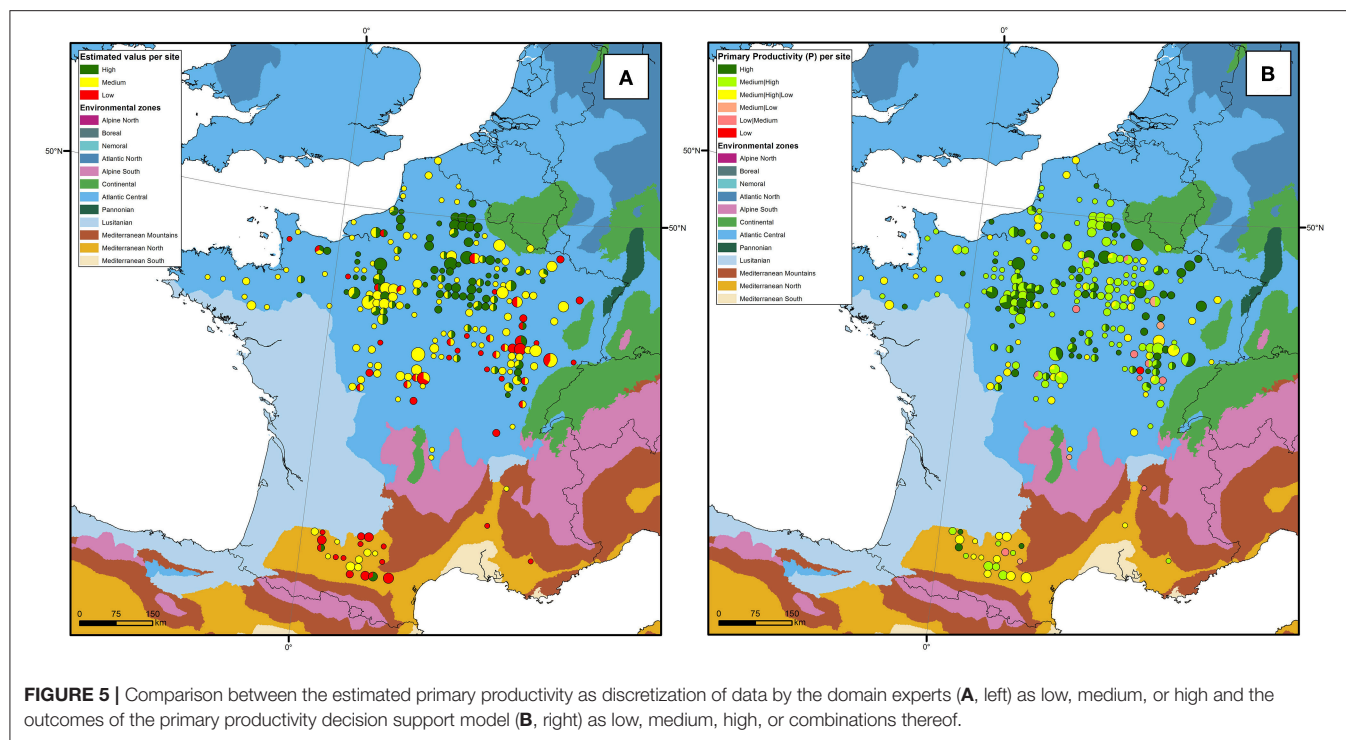 0°
Estimated valus per site
High
Medium
Low
Environmental zones
Alpine North
Boreal
Nemoral
Atlantic North
Alpine South
Continental
Atlantic Central
Pannonian
Lusitanian
Mediterranean Mountains
Mediterranean North
Mediterranean South
A
50°N
50°N
0 75 150
km
0°
0°
Primary Productivity (P) per site
High
Medium|High
Medium|High|Low
Medium|Low
Low|Medium
Low
Environmental zones
Alpine North
Boreal
Nemoral
Atlantic North
Alpine South
Continental
Atlantic Central
Pannonian
Lusitanian
Mediterranean Mountains
Mediterranean North
Mediterranean South
B
50°N
50°N
0 75 150
km
0°
FIGURE 5 | Comparison between the estimated primary productivity as discretization of data by the domain experts (A, left) as low, medium, or high and the
outcomes of the primary productivity decision support model (B, right) as low, medium, high, or combinations thereof.